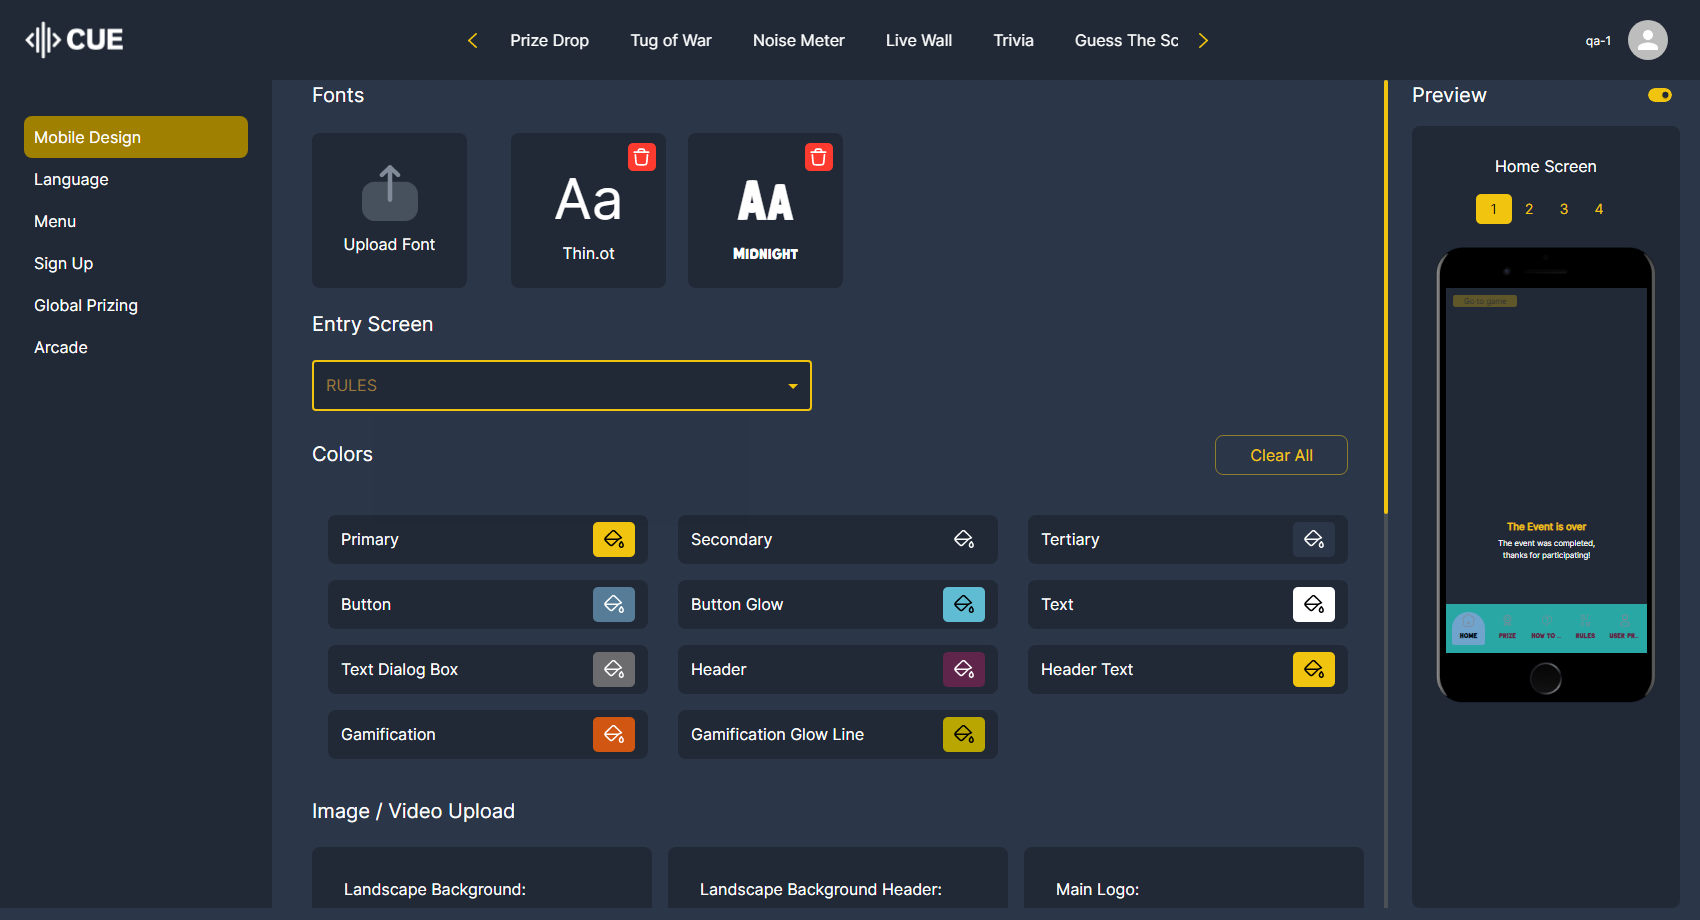 CUE
Prize Drop
Tug of War
Noise Meter
Live Wall
Trivia
Guess The Sc
qa-1
Mobile Design
Language
Menu
Sign Up
Global Prizing
Arcade
Fonts
Upload Font
Aa
Thin.ot
AA
MIDNIGHT
Entry Screen
RULES
Colors
Clear All
Primary
Secondary
Tertiary
Button
Button Glow
Text
Text Dialog Box
Header
Header Text
Gamification
Gamification Glow Line
Image / Video Upload
Landscape Background:
Landscape Background Header:
Main Logo:
Preview
Home Screen
1 2 3 4
Go to game
The Event is over
The event was completed,
thanks for participating!
HOME
PRIZE
HOW TO ...
RULES
USER PR...